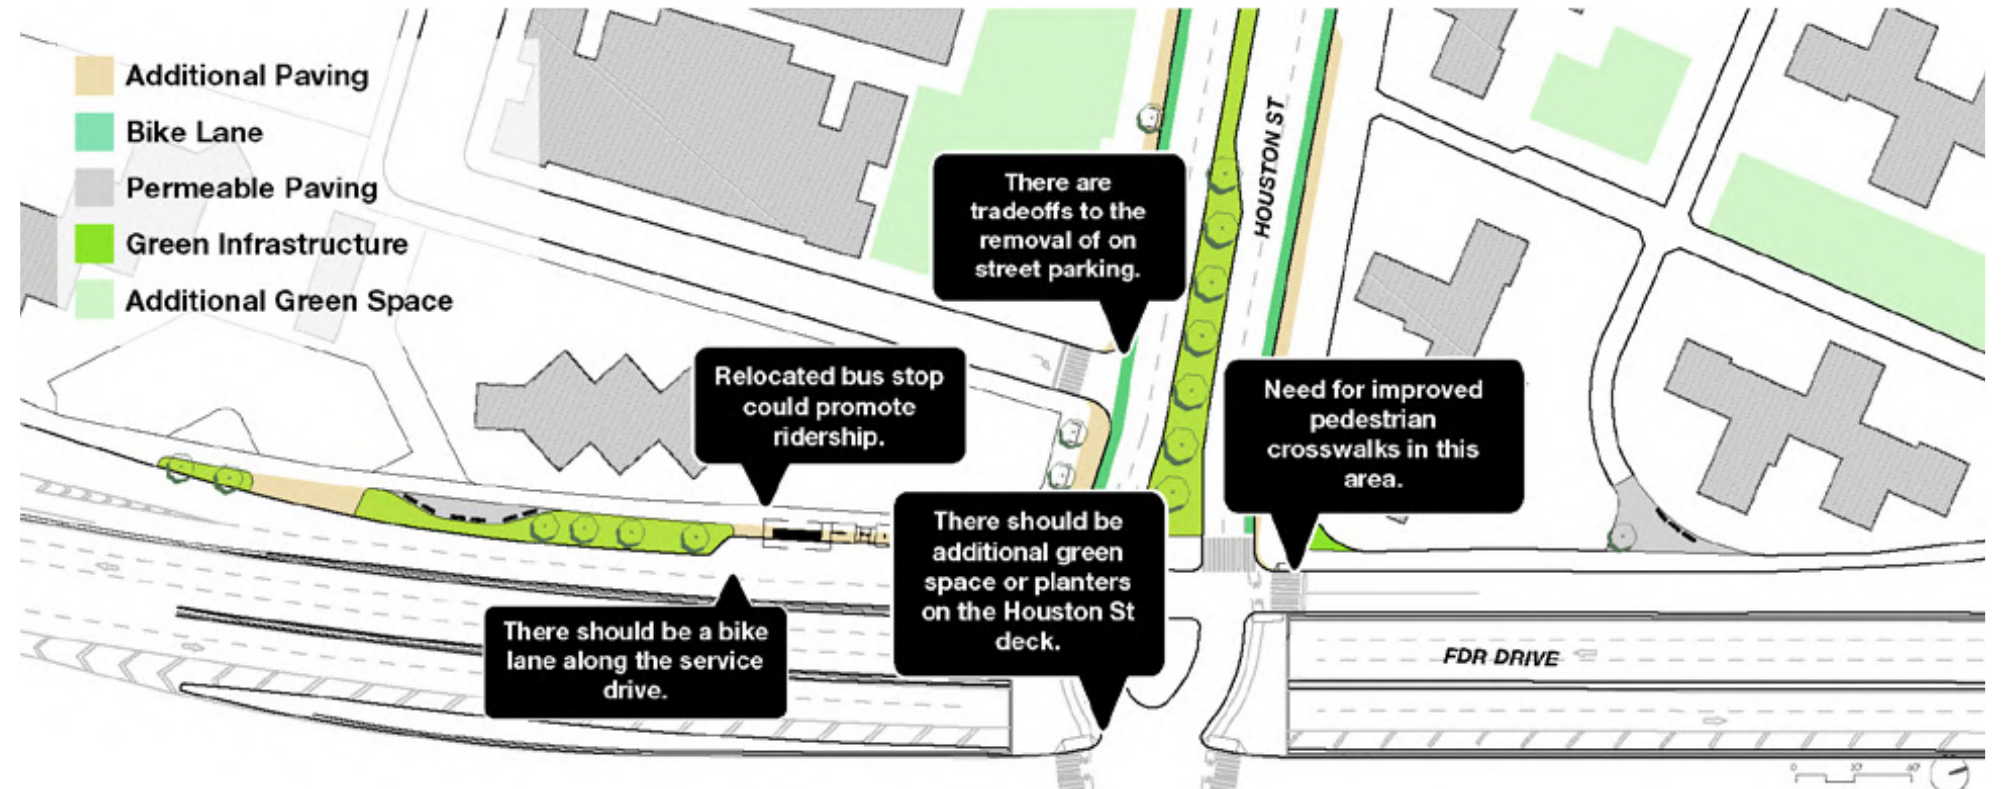 Additional Paving
Bike Lane
Permeable Paving
Green Infrastructure
Additional Green Space
There are
tradeoffs to the
removal of on
street parking.
HOUSTON ST
Relocated bus stop
could promote
ridership.
Need for improved
pedestrian
crosswalks in this
area.
There should be
additional green
space or planters
on the Houston St
deck.
There should be a bike
lane along the service
drive.
FDR DRIVE
0